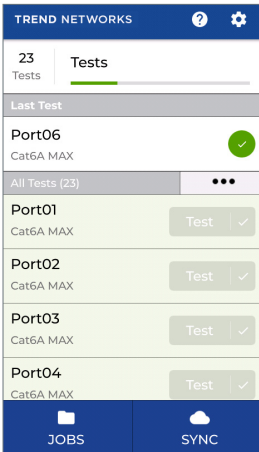 TREND NETWORKS
?
23
Tests
Tests
Last Test
Port06
Cat6A MAX
All Tests (23)
•••
Port01
Cat6A MAX
Test
Port02
Cat6A MAX
Test
Port03
Cat6A MAX
Test
Port04
Cat6A MAX
Test
JOBS
SYNC